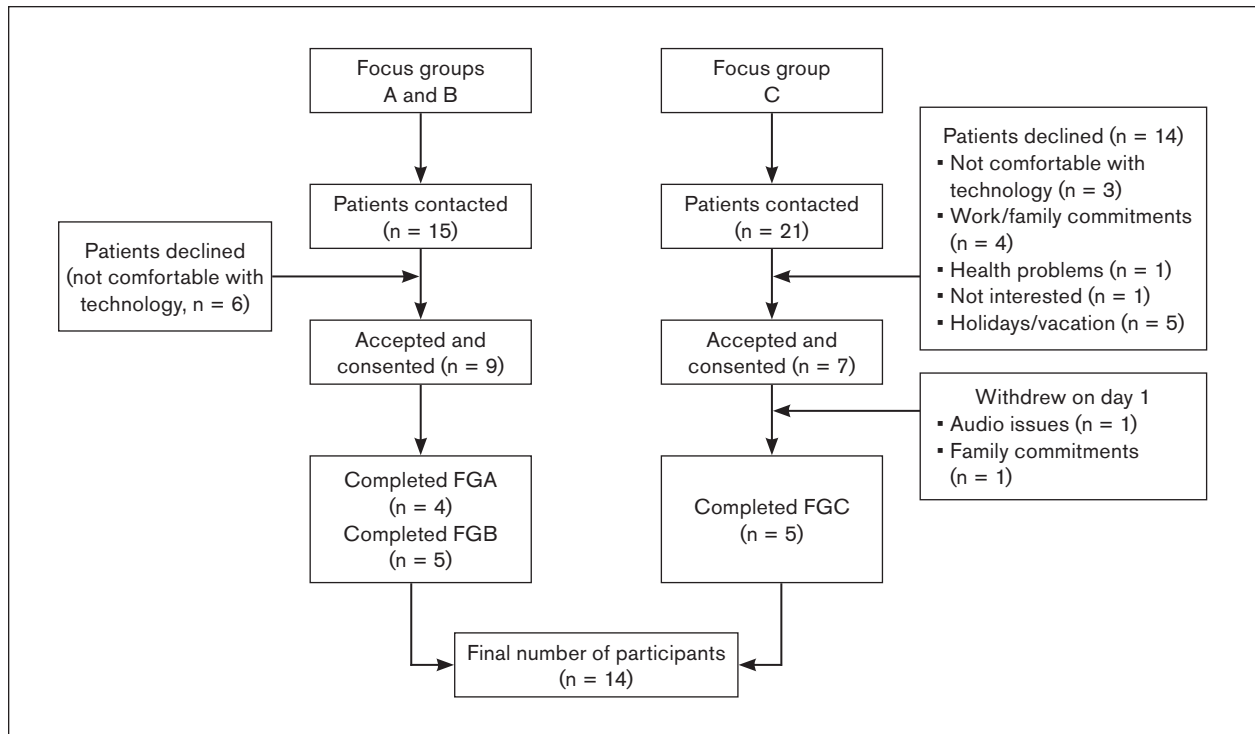 Focus groups
A and B
Focus group
C
Patients contacted
(n = 15)
Patients contacted
(n = 21)
Patients declined (n = 14)
▪ Not comfortable with
technology (n = 3)
▪ Work/family commitments
(n = 4)
▪ Health problems (n = 1)
▪ Not interested (n = 1)
▪ Holidays/vacation (n = 5)
Patients declined
(not comfortable with
technology, n = 6)
Accepted and
consented (n = 9)
Accepted and
consented (n = 7)
Withdrew on day 1
▪ Audio issues (n = 1)
▪ Family commitments
(n = 1)
Completed FGA
(n = 4)
Completed FGB
(n = 5)
Completed FGC
(n = 5)
Final number of participants
(n = 14)